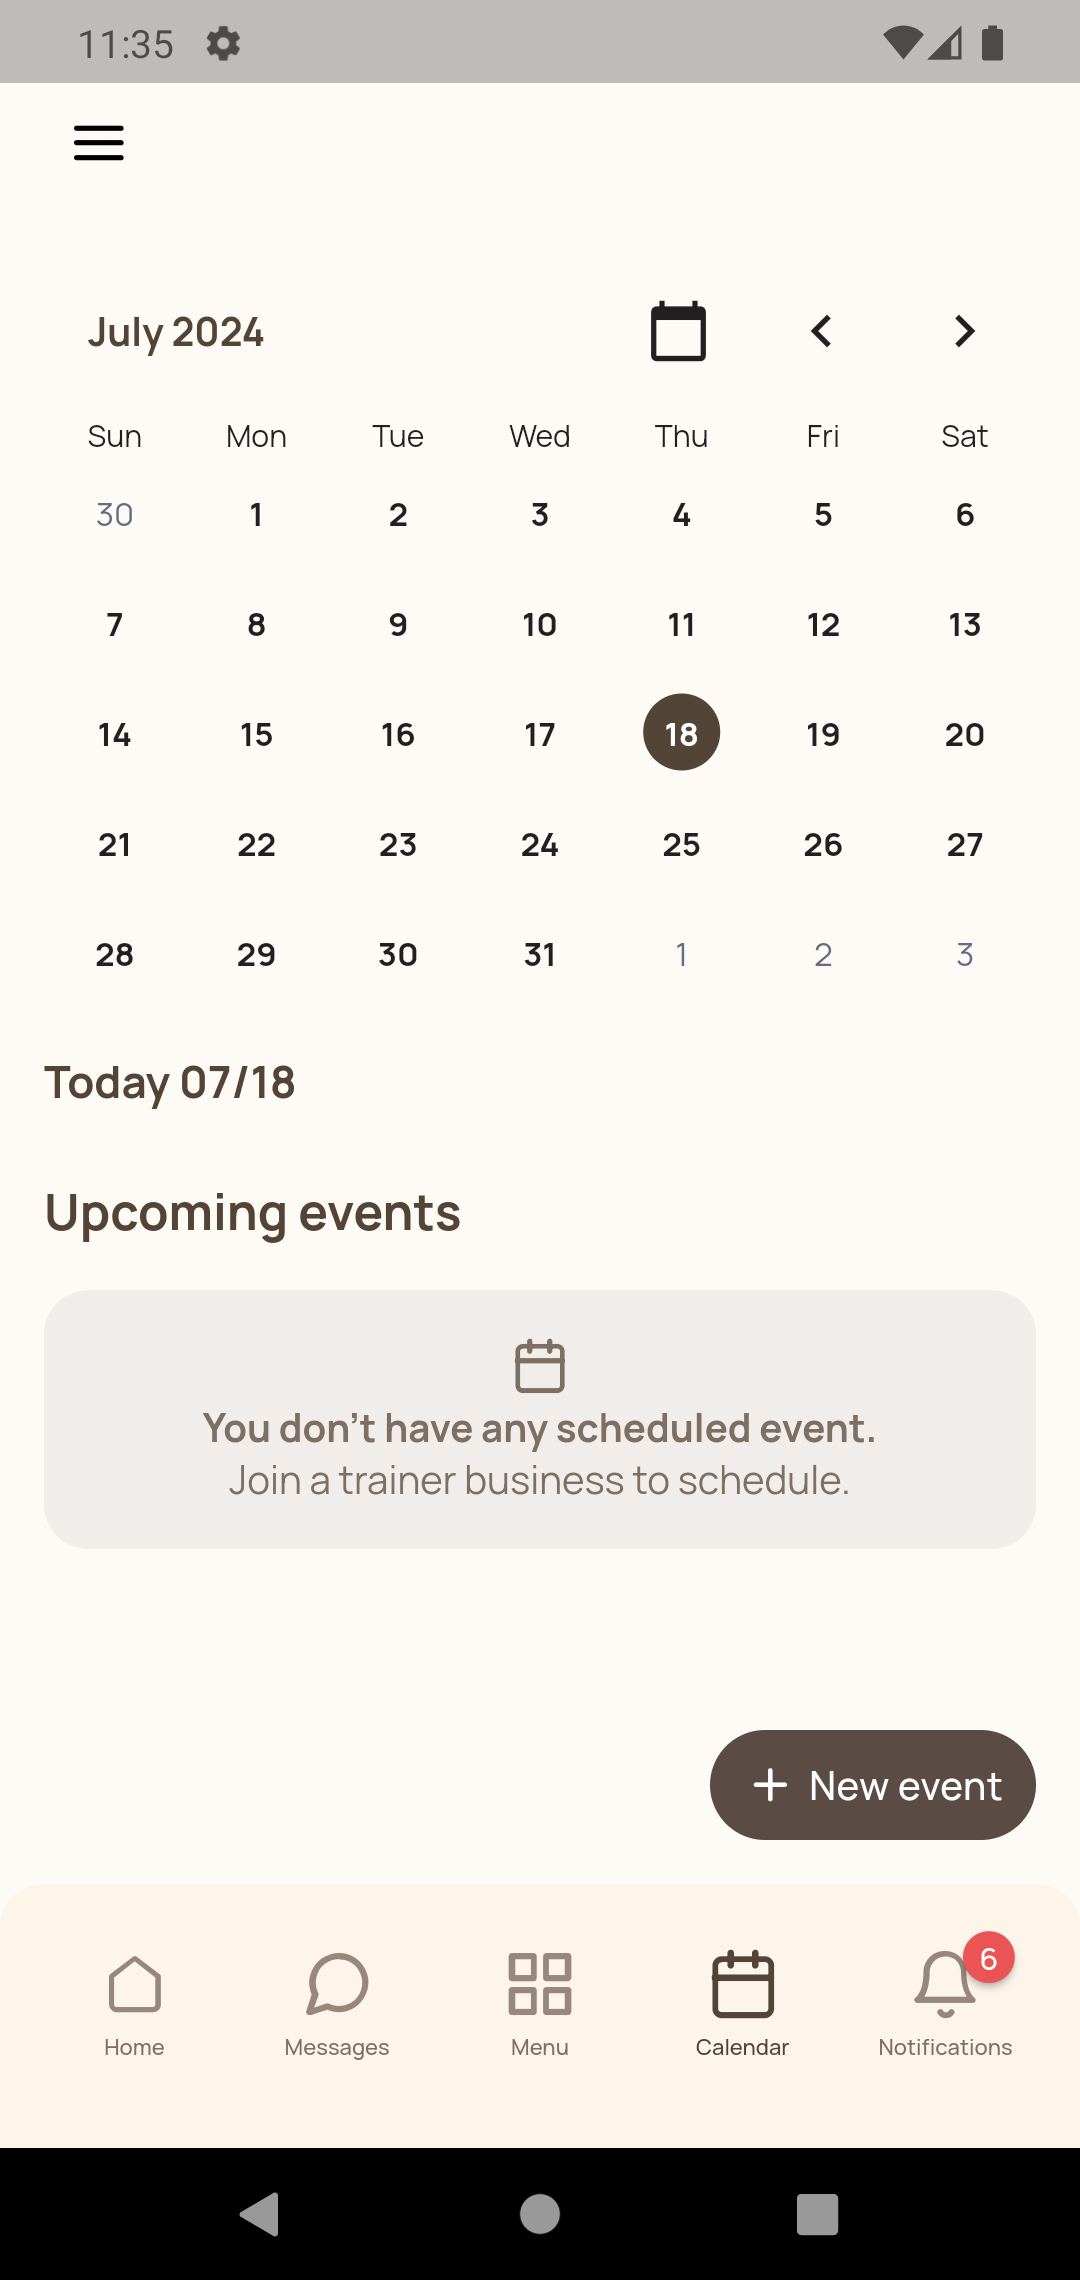 11:35
July 2024
Sun Mon Tue Wed Thu Fri Sat
30 1 2 3 4 5 6
7 8 9 10 11 12 13
14 15 16 17 18 19 20
21 22 23 24 25 26 27
28 29 30 31 1 2 3
Today 07/18
Upcoming events
You don't have any scheduled event.
Join a trainer business to schedule.
+ New event
6
Home Messages Menu Calendar Notifications